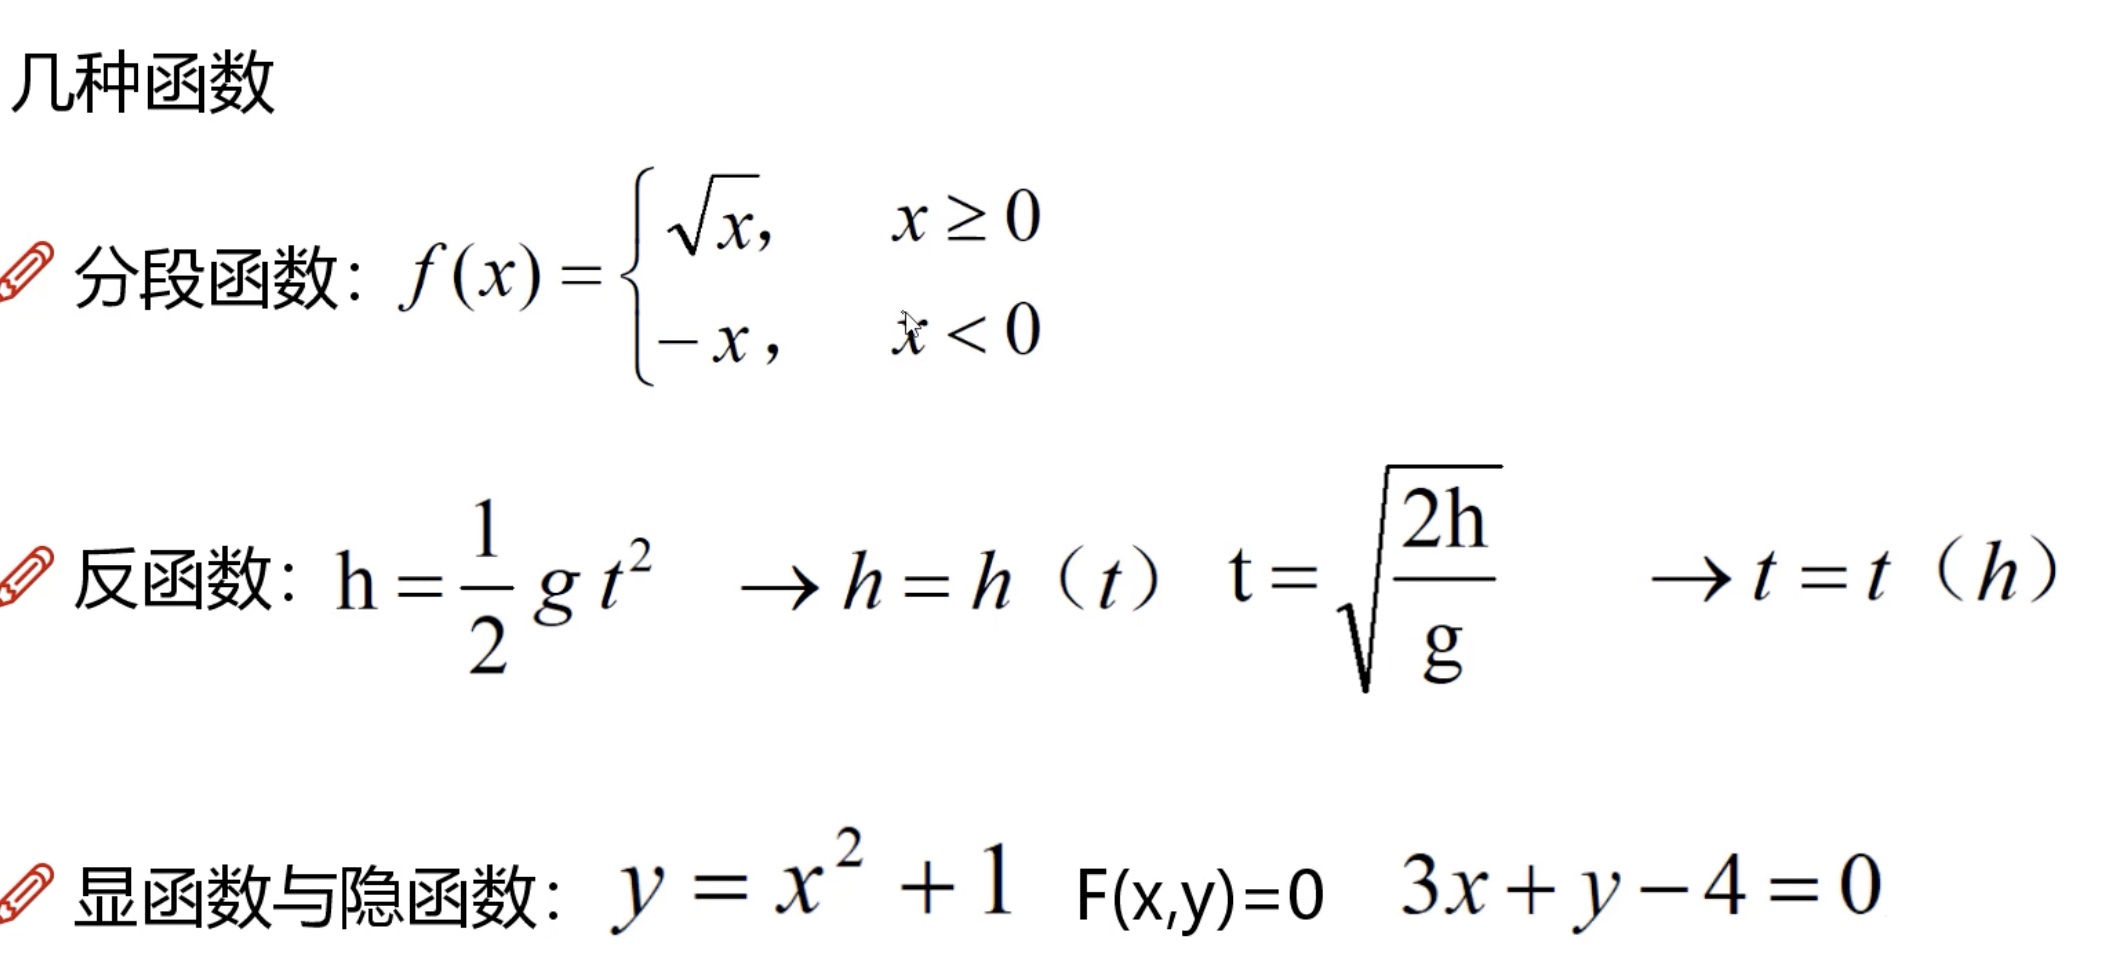 几种函数
分段函数：f(x) = { √x， x ≥ 0
−x， x < 0
反函数：h = 1/2 g t² → h = h（t） t = √(2h/g) → t = t（h）
显函数与隐函数：y = x² + 1 F(x,y)=0 3x + y − 4 = 0